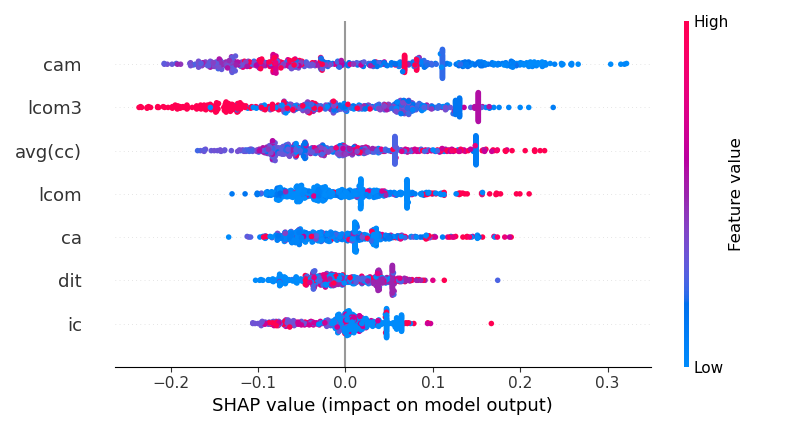 High
cam
lcom3
avg(cc)
lcom
ca
dit
ic
Feature value
Low
−0.2 −0.1 0.0 0.1 0.2 0.3
SHAP value (impact on model output)